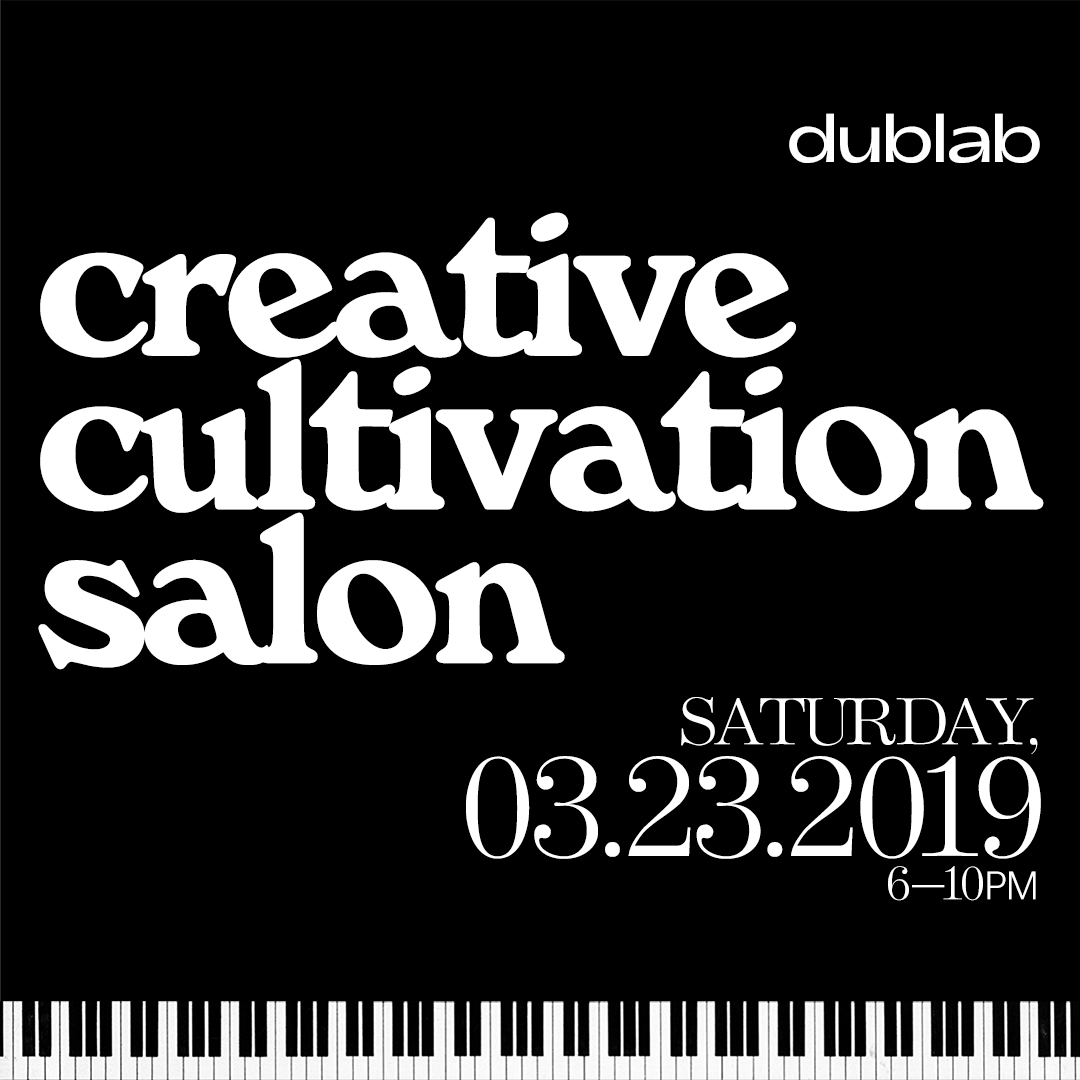 dublab
creative
cultivation
salon
SATURDAY,
03.23.2019
6—10PM